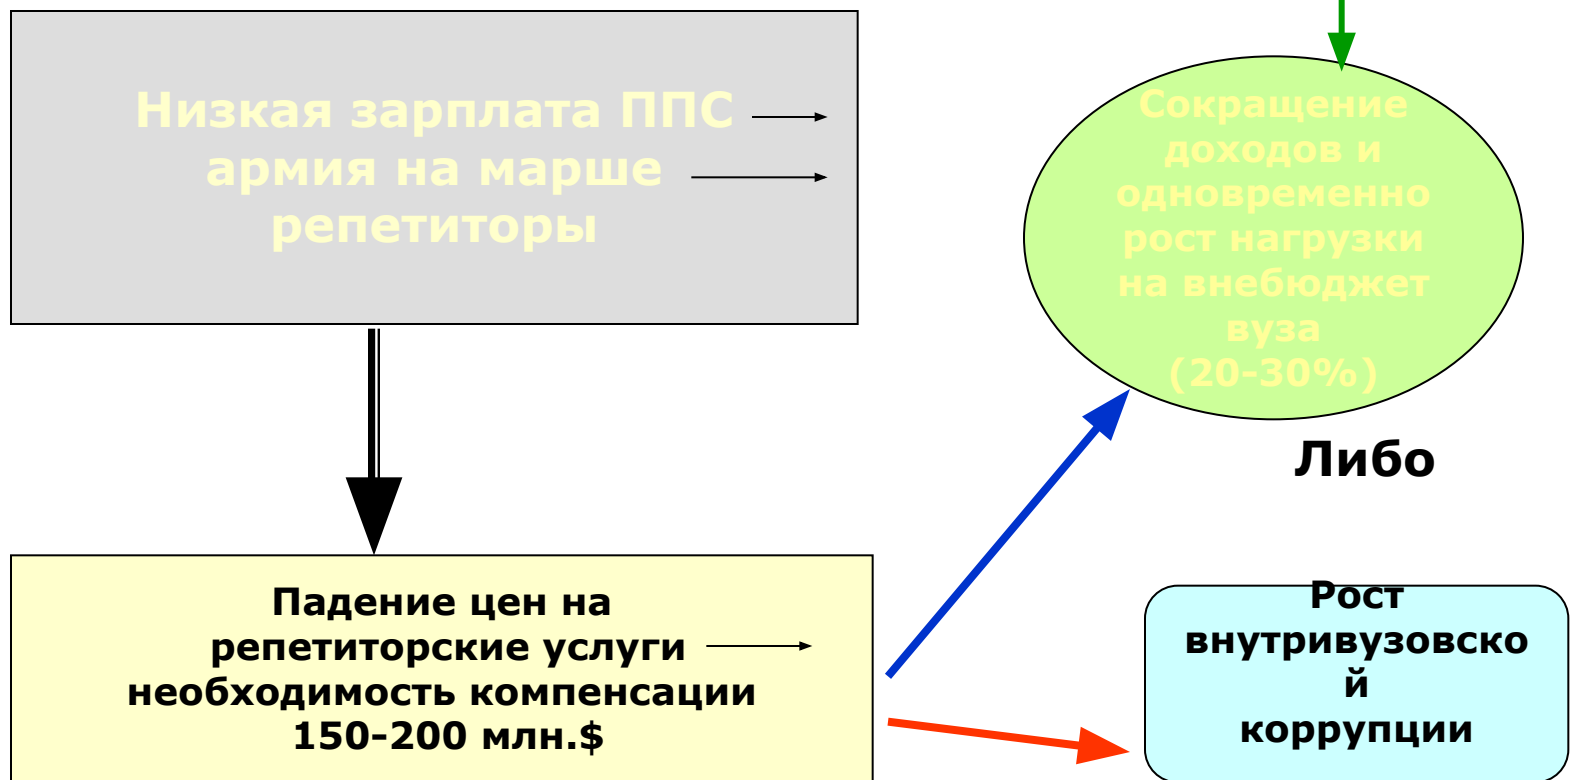 Низкая зарплата ППС
армия на марше
репетиторы
Сокращение
доходов и
одновременно
рост нагрузки
на внебюджет
вуза
(20-30%)
Либо
Падение цен на
репетиторские услуги
необходимость компенсации
150-200 млн.$
Рост
внутривузовско
й
коррупции